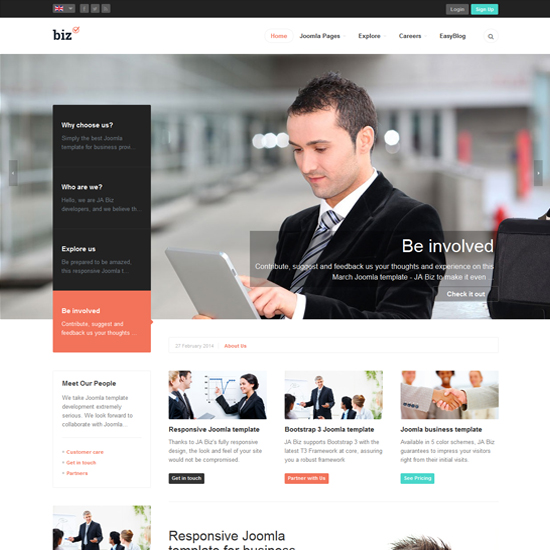 Login
Sign Up
biz
Home
Joomla Pages
Explore
Careers
EasyBlog
Why choose us?
Simply the best Joomla
template for business provi ...
Who are we?
Hello, we are JA Biz
developers, and we believe th...
Explore us
Be prepared to be amazed,
this responsive Joomla t...
Be involved
Contribute, suggest and
feedback us your thoughts ...
Be involved
Contribute, suggest and feedback us your thoughts and experience on this
March Joomla template - JA Biz to make it even ..
Check it out
27 February 2014
About Us
Meet Our People
We take Joomla template
development extremely
serious. We look forward to
collaborate with Joomla...
+ Customer care
+ Get in touch
+ Partners
Responsive Joomla template
Thanks to JA Biz's fully responsive
design, the look and feel of your site
would not be compromised.
Get in touch
Bootstrap 3 Joomla template
JA Biz supports Bootstrap 3 with the
latest T3 Framework at core, assuring
you a robust framework
Partner with Us
Joomla business template
Available in 5 color schemes, JA Biz
guarantees to impress your visitors
right from their initial visits.
See Pricing
Responsive Joomla
template for business